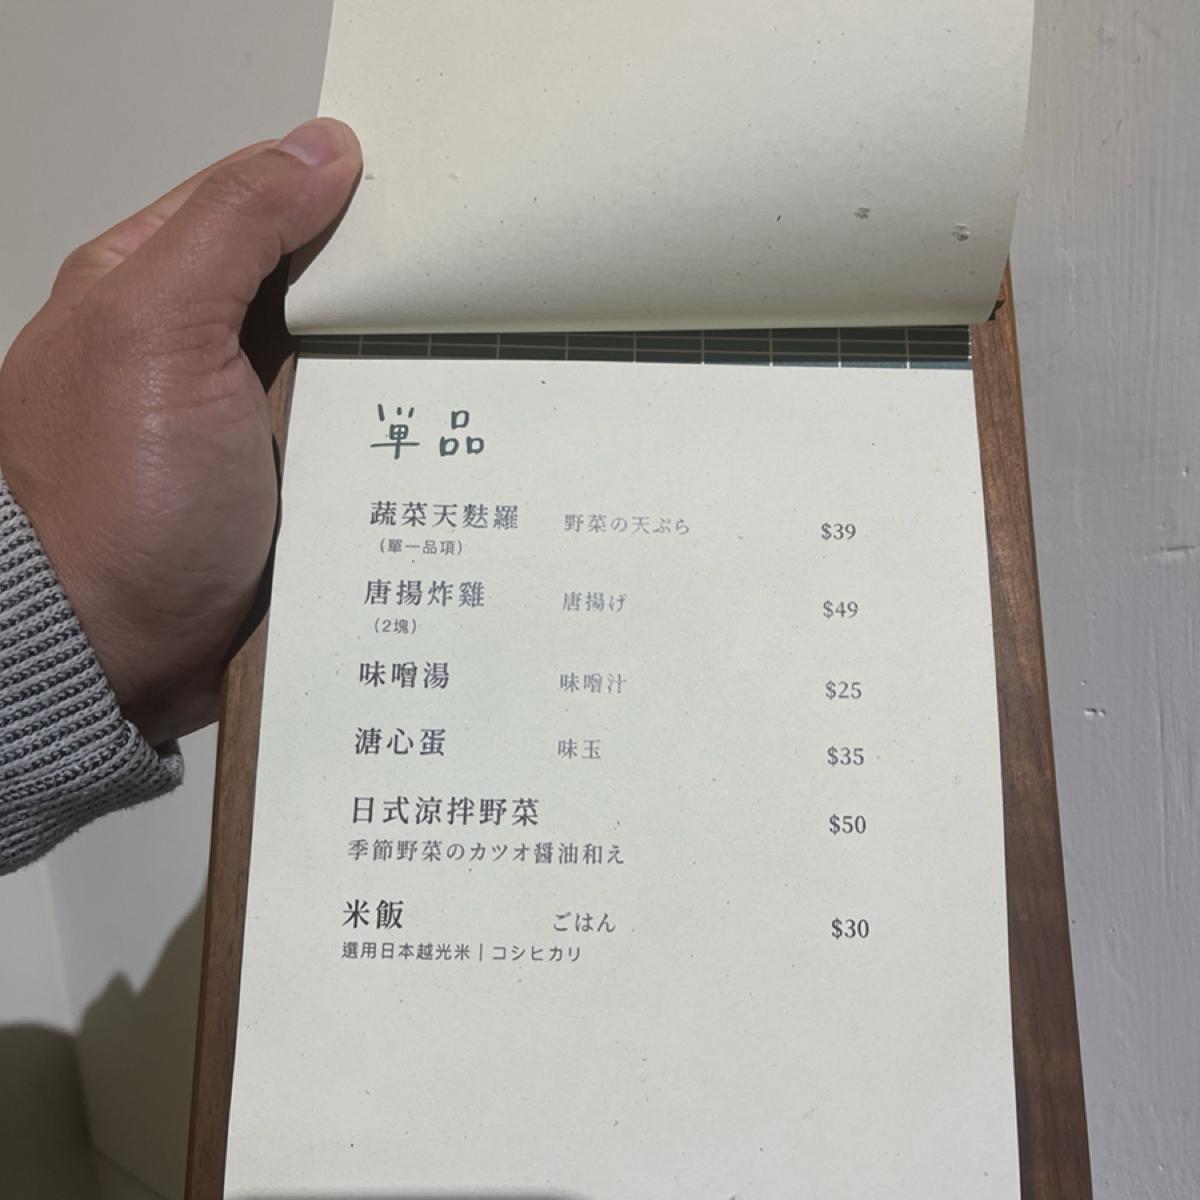 単品
蔬菜天麩羅 野菜の天ぷら $39
（單一品項）
唐揚炸雞 唐揚げ $49
（2塊）
味噌湯 味噌汁 $25
溏心蛋 味玉 $35
日式涼拌野菜 $50
季節野菜のカツオ醤油和え
米飯 ごはん $30
選用日本越光米｜コシヒカリ